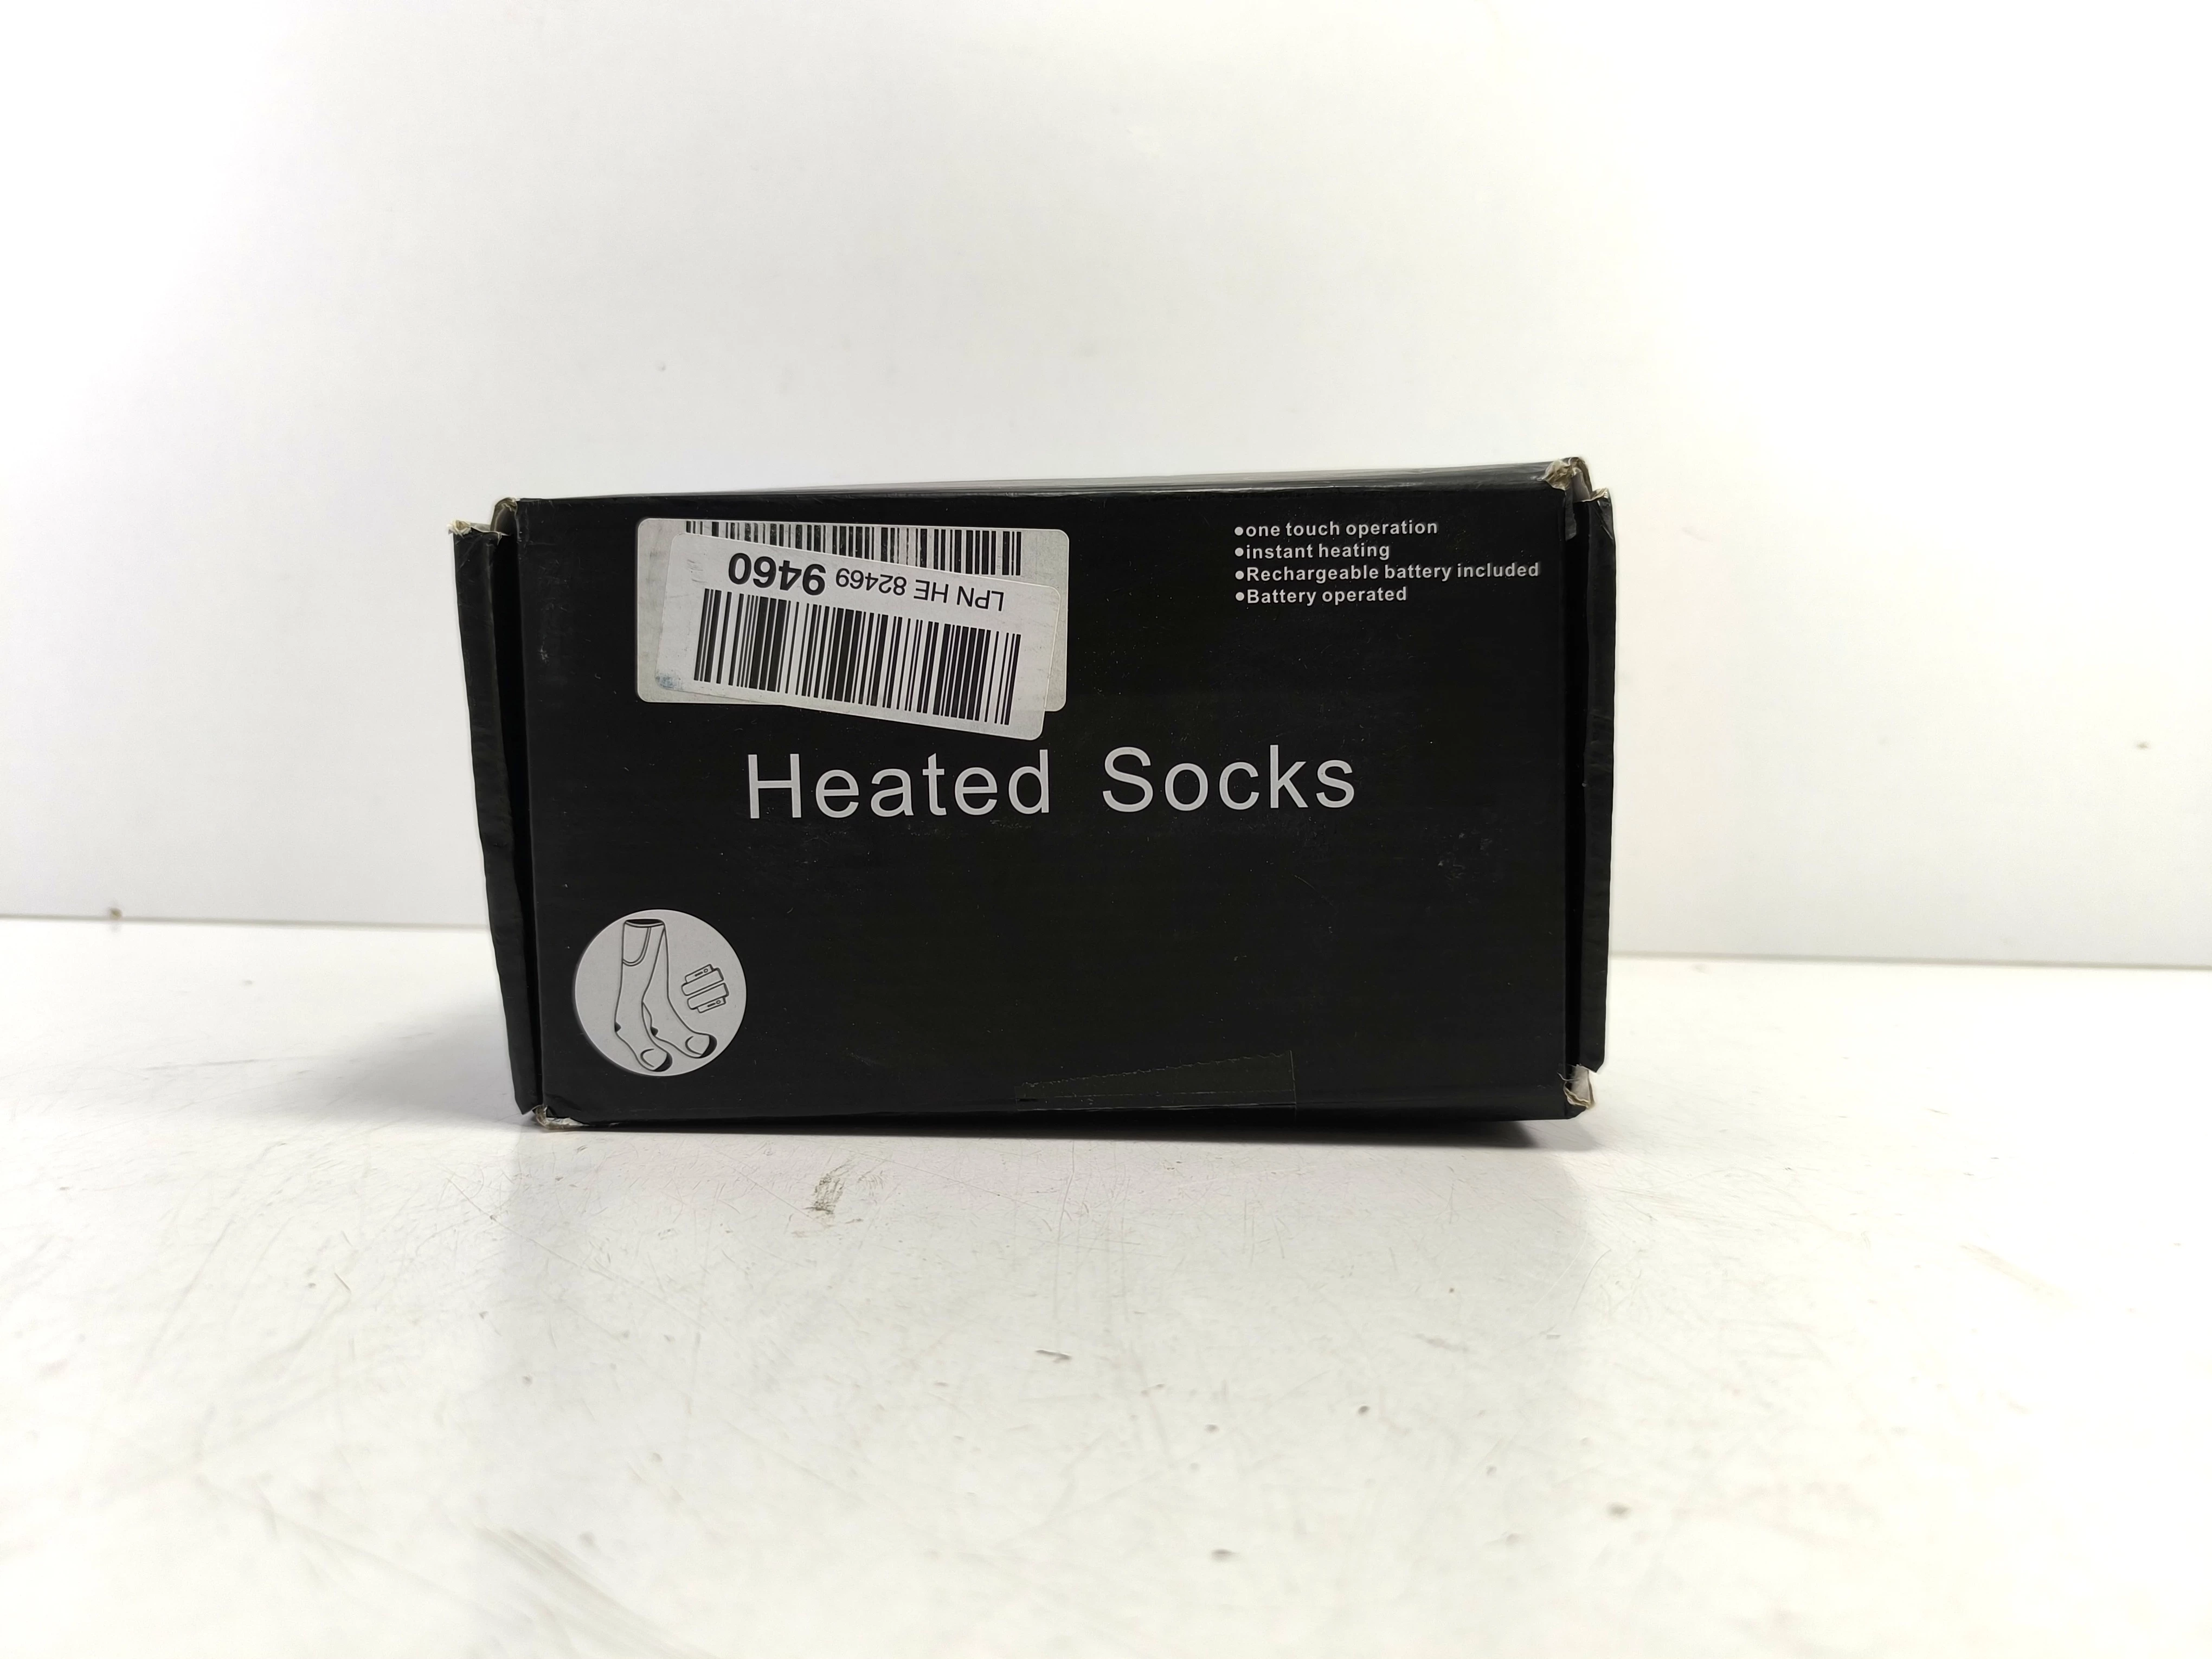 LPN HE 82469 9460
●one touch operation
●instant heating
●Rechargeable battery included
●Battery operated
Heated Socks